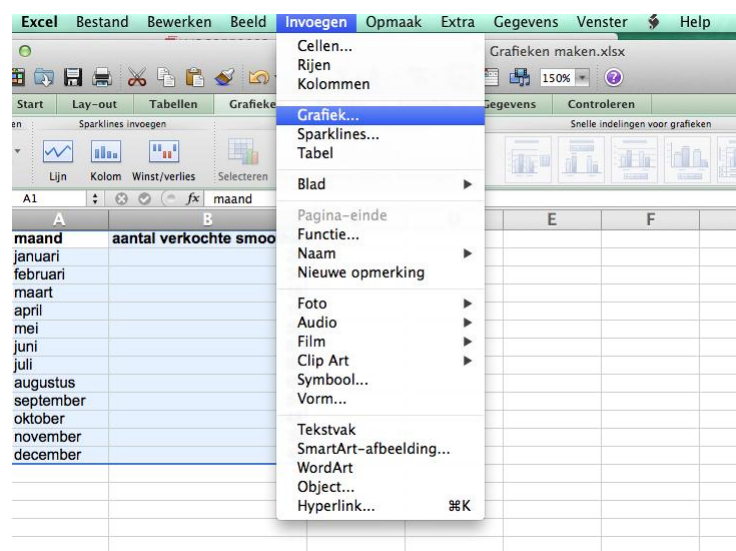 Excel Bestand Bewerken Beeld Invoegen Opmaak Extra Gegevens Venster Help
Grafieken maken.xlsx
150%
Start Lay-out Tabellen Grafieke
gegevens Controleren
en Sparklines invoegen
Snelle indelingen voor grafieken
Lijn Kolom Winst/verlies Selecteren
A1 fx maand
A B E F
maand aantal verkochte smoo
januari
februari
maart
april
mei
juni
juli
augustus
september
oktober
november
december
Cellen...
Rijen
Kolommen
Grafiek...
Sparklines...
Tabel
Blad
Pagina-einde
Functie...
Naam
Nieuwe opmerking
Foto
Audio
Film
Clip Art
Symbool...
Vorm...
Tekstvak
SmartArt-afbeelding...
WordArt
Object...
Hyperlink... ⌘K